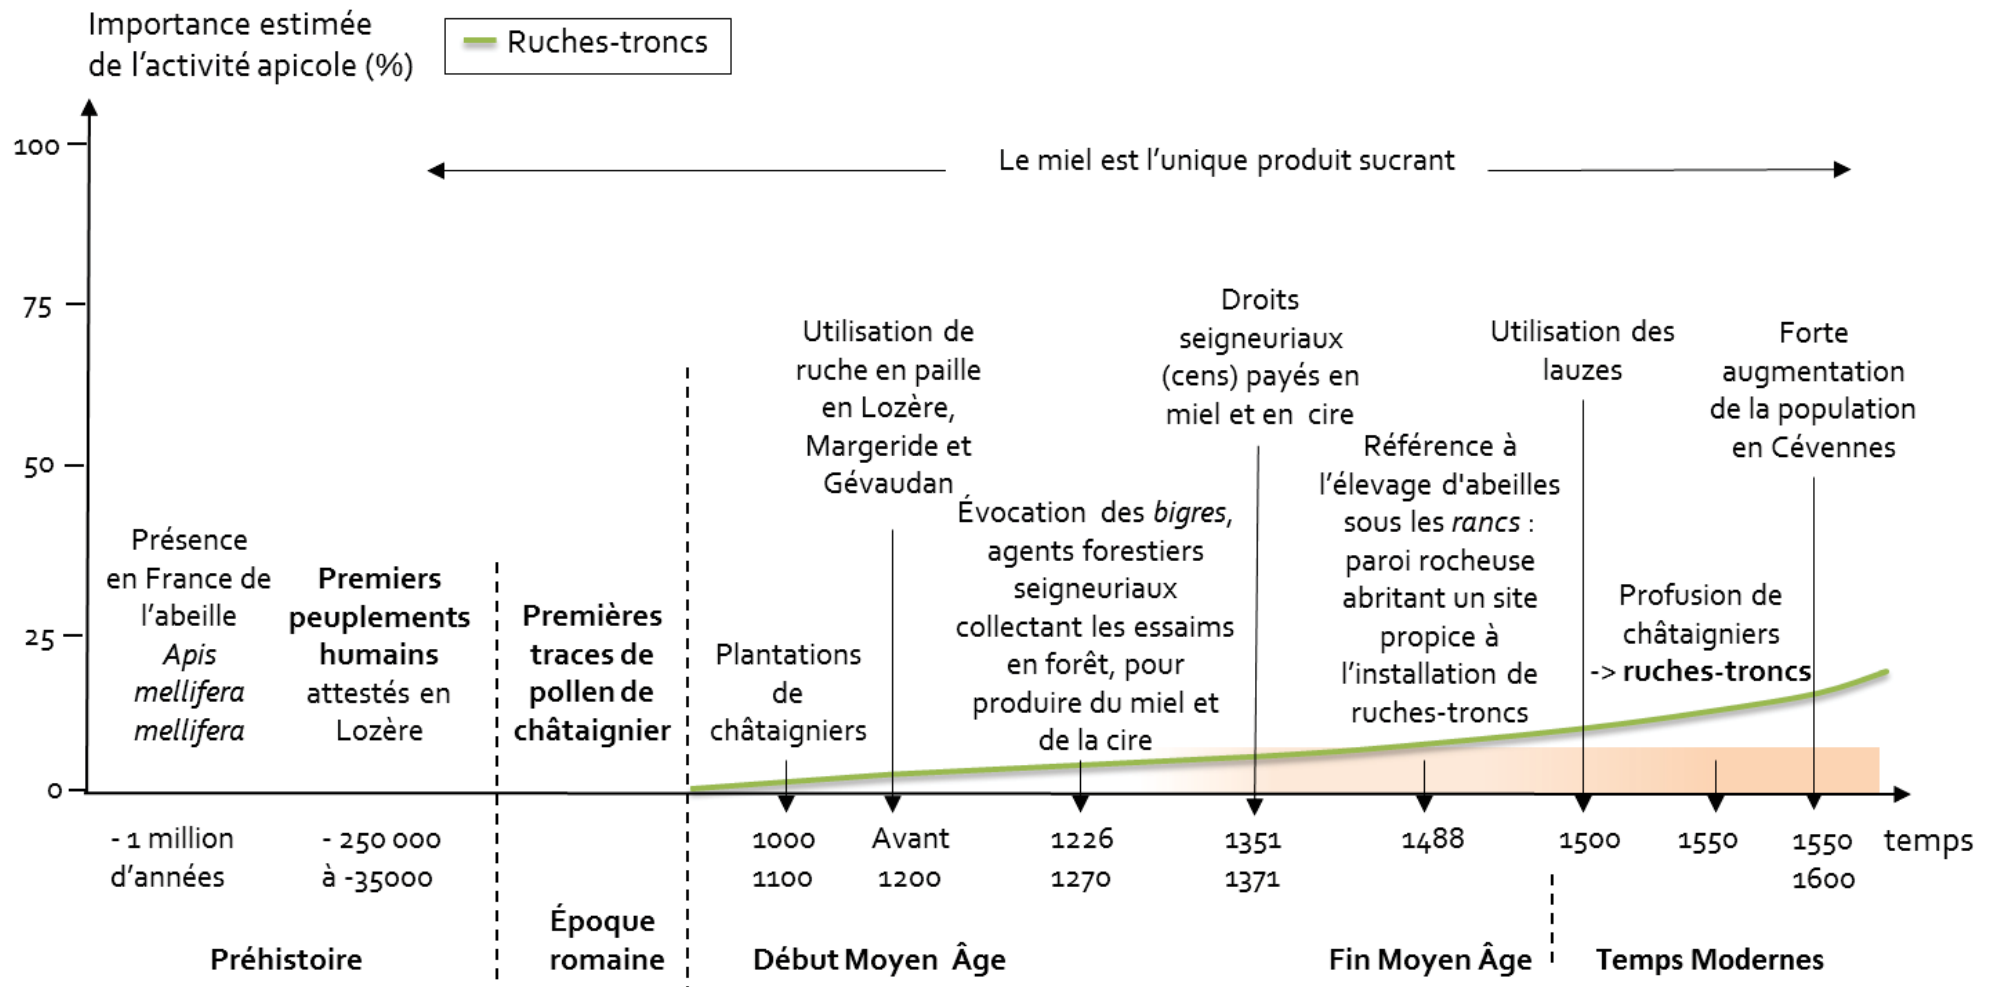 Importance estimée
de l'activité apicole (%)
Ruches-troncs
100
75
50
25
0
Le miel est l'unique produit sucrant
Présence
en France de
l'abeille
Apis
mellifera
mellifera
Premiers
peuplements
humains
attestés en
Lozère
Premières
traces de
pollen de
châtaignier
Plantations
de
châtaigniers
Utilisation de
ruche en paille
en Lozère,
Margeride et
Gévaudan
Évocation des bigres,
agents forestiers
seigneuriaux
collectant les essaims
en forêt, pour
produire du miel et
de la cire
Droits
seigneuriaux
(cens) payés en
miel et en cire
Référence à
l'élevage d'abeilles
sous les rancs :
paroi rocheuse
abritant un site
propice à
l'installation de
ruches-troncs
Utilisation des
lauzes
Profusion de
châtaigniers
-> ruches-troncs
Forte
augmentation
de la population
en Cévennes
- 1 million
d'années
- 250 000
à -35000
1000
1100
Avant
1200
1226
1270
1351
1371
1488
1500
1550
1550
1600
temps
Préhistoire
Époque
romaine
Début Moyen Âge
Fin Moyen Âge
Temps Modernes